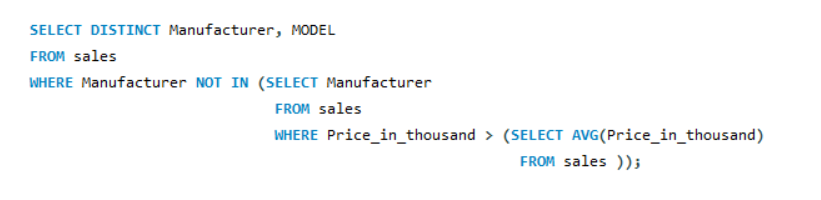 SELECT DISTINCT Manufacturer, MODEL
FROM sales
WHERE Manufacturer NOT IN (SELECT Manufacturer
FROM sales
WHERE Price_in_thousand > (SELECT AVG(Price_in_thousand)
FROM sales ));